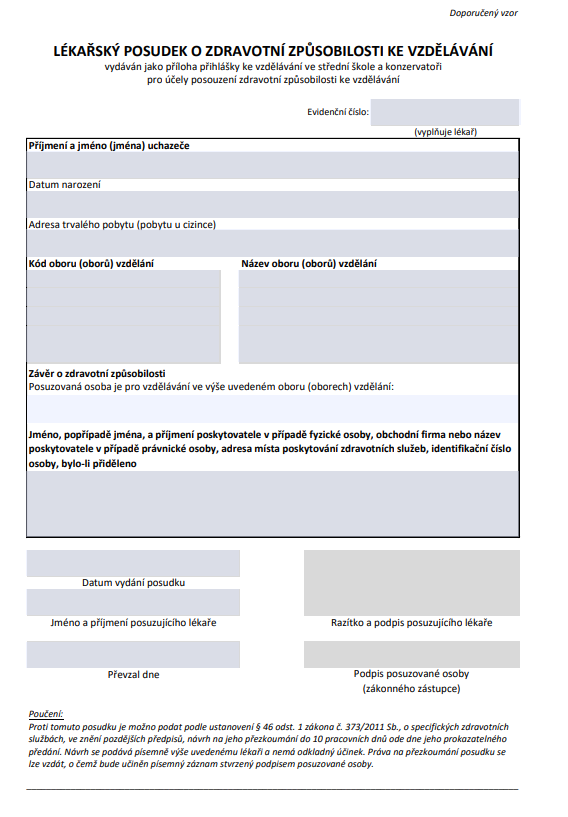 Doporučený vzor
LÉKAŘSKÝ POSUDEK O ZDRAVOTNÍ ZPŮSOBILOSTI KE VZDĚLÁVÁNÍ
vydáván jako příloha přihlášky ke vzdělávání ve střední škole a konzervatoři
pro účely posouzení zdravotní způsobilosti ke vzdělávání
Evidenční číslo:
(vyplňuje lékař)
Příjmení a jméno (jména) uchazeče
Datum narození
Adresa trvalého pobytu (pobytu u cizince)
Kód oboru (oborů) vzdělání
Název oboru (oborů) vzdělání
Závěr o zdravotní způsobilosti
Posuzovaná osoba je pro vzdělávání ve výše uvedeném oboru (oborech) vzdělání:
Jméno, popřípadě jména, a příjmení poskytovatele v případě fyzické osoby, obchodní firma nebo název
poskytovatele v případě právnické osoby, adresa místa poskytování zdravotních služeb, identifikační číslo
osoby, bylo-li přiděleno
Datum vydání posudku
Jméno a příjmení posuzujícího lékaře
Razítko a podpis posuzujícího lékaře
Převzal dne
Podpis posuzované osoby
(zákonného zástupce)
Poučení:
Proti tomuto posudku je možno podat podle ustanovení § 46 odst. 1 zákona č. 373/2011 Sb., o specifických zdravotních
službách, ve znění pozdějších předpisů, návrh na jeho přezkoumání do 10 pracovních dnů ode dne jeho prokazatelného
předání. Návrh se podává písemně výše uvedenému lékaři a nemá odkladný účinek. Práva na přezkoumání posudku se
lze vzdát, o čemž bude učiněn písemný záznam stvrzený podpisem posuzované osoby.